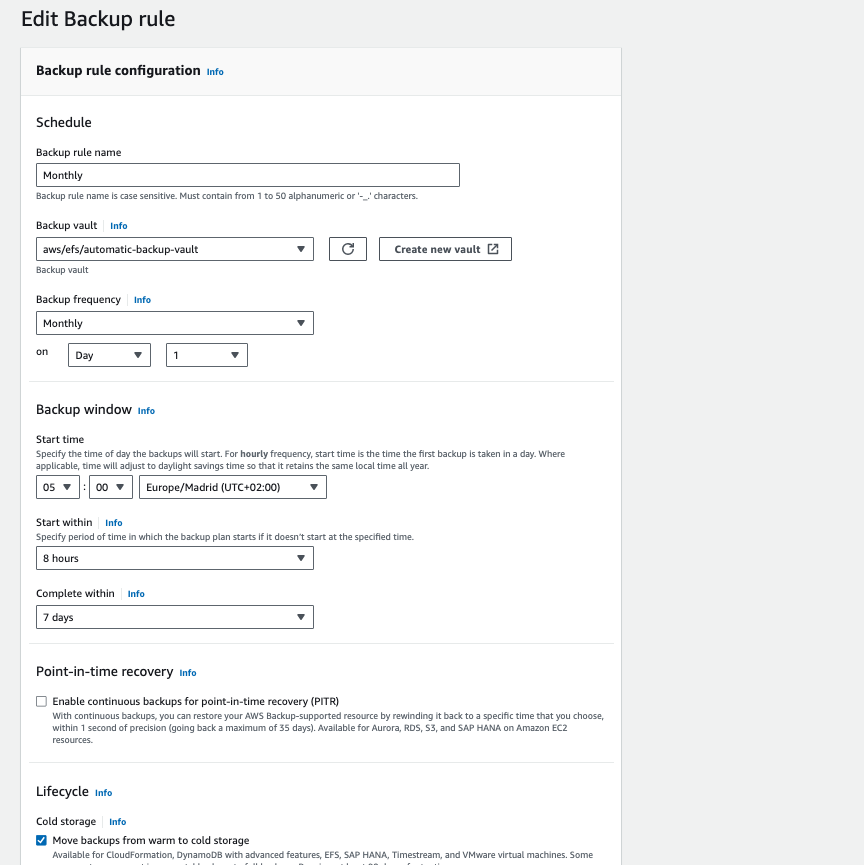 Edit Backup rule
Backup rule configuration Info
Schedule
Backup rule name
Monthly
Backup rule name is case sensitive. Must contain from 1 to 50 alphanumeric or '-_.' characters.
Backup vault Info
aws/efs/automatic-backup-vault Create new vault
Backup vault
Backup frequency Info
Monthly
on Day 1
Backup window Info
Start time
Specify the time of day the backups will start. For hourly frequency, start time is the time the first backup is taken in a day. Where
applicable, time will adjust to daylight savings time so that it retains the same local time all year.
05 : 00 Europe/Madrid (UTC+02:00)
Start within Info
Specify period of time in which the backup plan starts if it doesn't start at the specified time.
8 hours
Complete within Info
7 days
Point-in-time recovery Info
Enable continuous backups for point-in-time recovery (PITR)
With continuous backups, you can restore your AWS Backup-supported resource by rewinding it back to a specific time that you choose,
within 1 second of precision (going back a maximum of 35 days). Available for Aurora, RDS, S3, and SAP HANA on Amazon EC2
resources.
Lifecycle Info
Cold storage Info
Move backups from warm to cold storage
Available for CloudFormation, DynamoDB with advanced features, EFS, SAP HANA, Timestream, and VMware virtual machines. Some